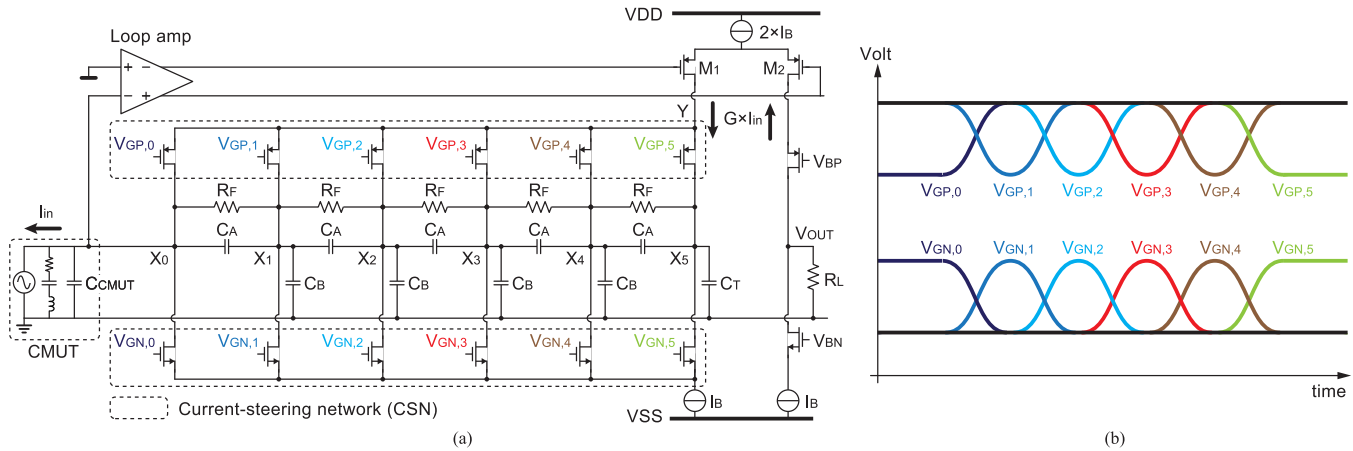 VDD
2×IB
Loop amp
+ −
− +
M1
M2
Y
G×Iin
VGP,0
VGP,1
VGP,2
VGP,3
VGP,4
VGP,5
VBP
RF
RF
RF
RF
RF
Iin
CA
CA
CA
CA
CA
VOUT
X0
X1
X2
X3
X4
X5
CCMUT
CB
CB
CB
CB
CT
RL
CMUT
VGN,0
VGN,1
VGN,2
VGN,3
VGN,4
VGN,5
VBN
Current-steering network (CSN)
VSS
IB
IB
(a)
Volt
VGP,0
VGP,1
VGP,2
VGP,3
VGP,4
VGP,5
VGN,0
VGN,1
VGN,2
VGN,3
VGN,4
VGN,5
time
(b)